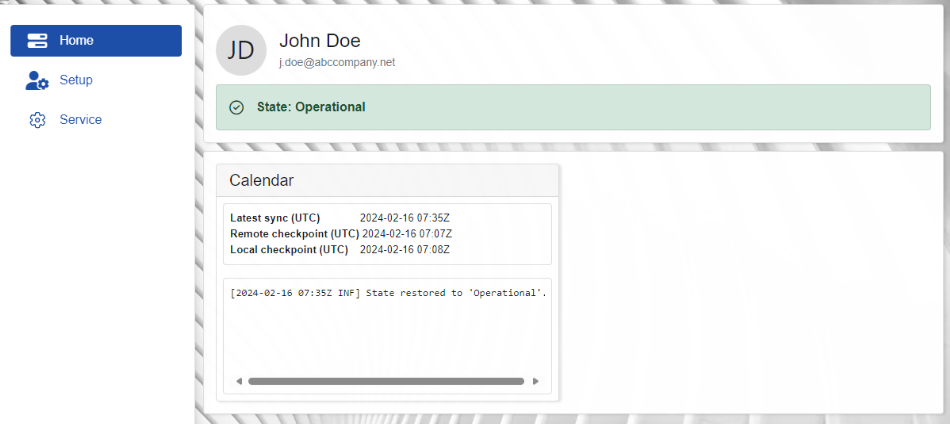 Home
Setup
Service
JD
John Doe
j.doe@abccompany.net
State: Operational
Calendar
Latest sync (UTC) 2024-02-16 07:35Z
Remote checkpoint (UTC) 2024-02-16 07:07Z
Local checkpoint (UTC) 2024-02-16 07:08Z
[2024-02-16 07:35Z INF] State restored to 'Operational'.